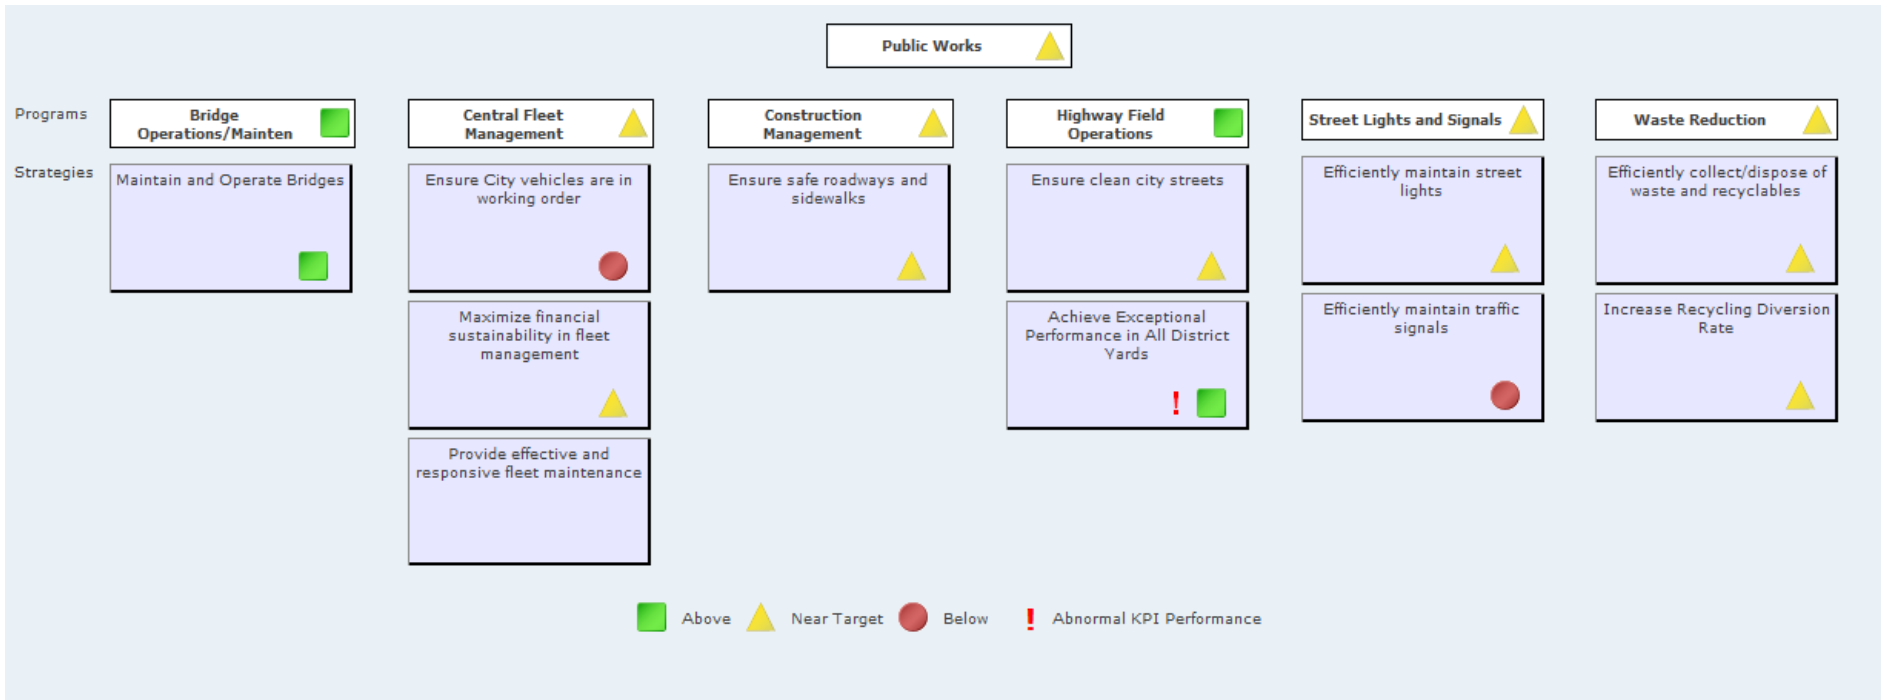 Public Works
Programs
Bridge
Operations/Mainten
Central Fleet
Management
Construction
Management
Highway Field
Operations
Street Lights and Signals
Waste Reduction
Strategies
Maintain and Operate Bridges
Ensure City vehicles are in
working order
Maximize financial
sustainability in fleet
management
Provide effective and
responsive fleet maintenance
Ensure safe roadways and
sidewalks
Ensure clean city streets
Achieve Exceptional
Performance in All District
Yards
!
Efficiently maintain street
lights
Efficiently maintain traffic
signals
Efficiently collect/dispose of
waste and recyclables
Increase Recycling Diversion
Rate
Above
Near Target
Below
! Abnormal KPI Performance